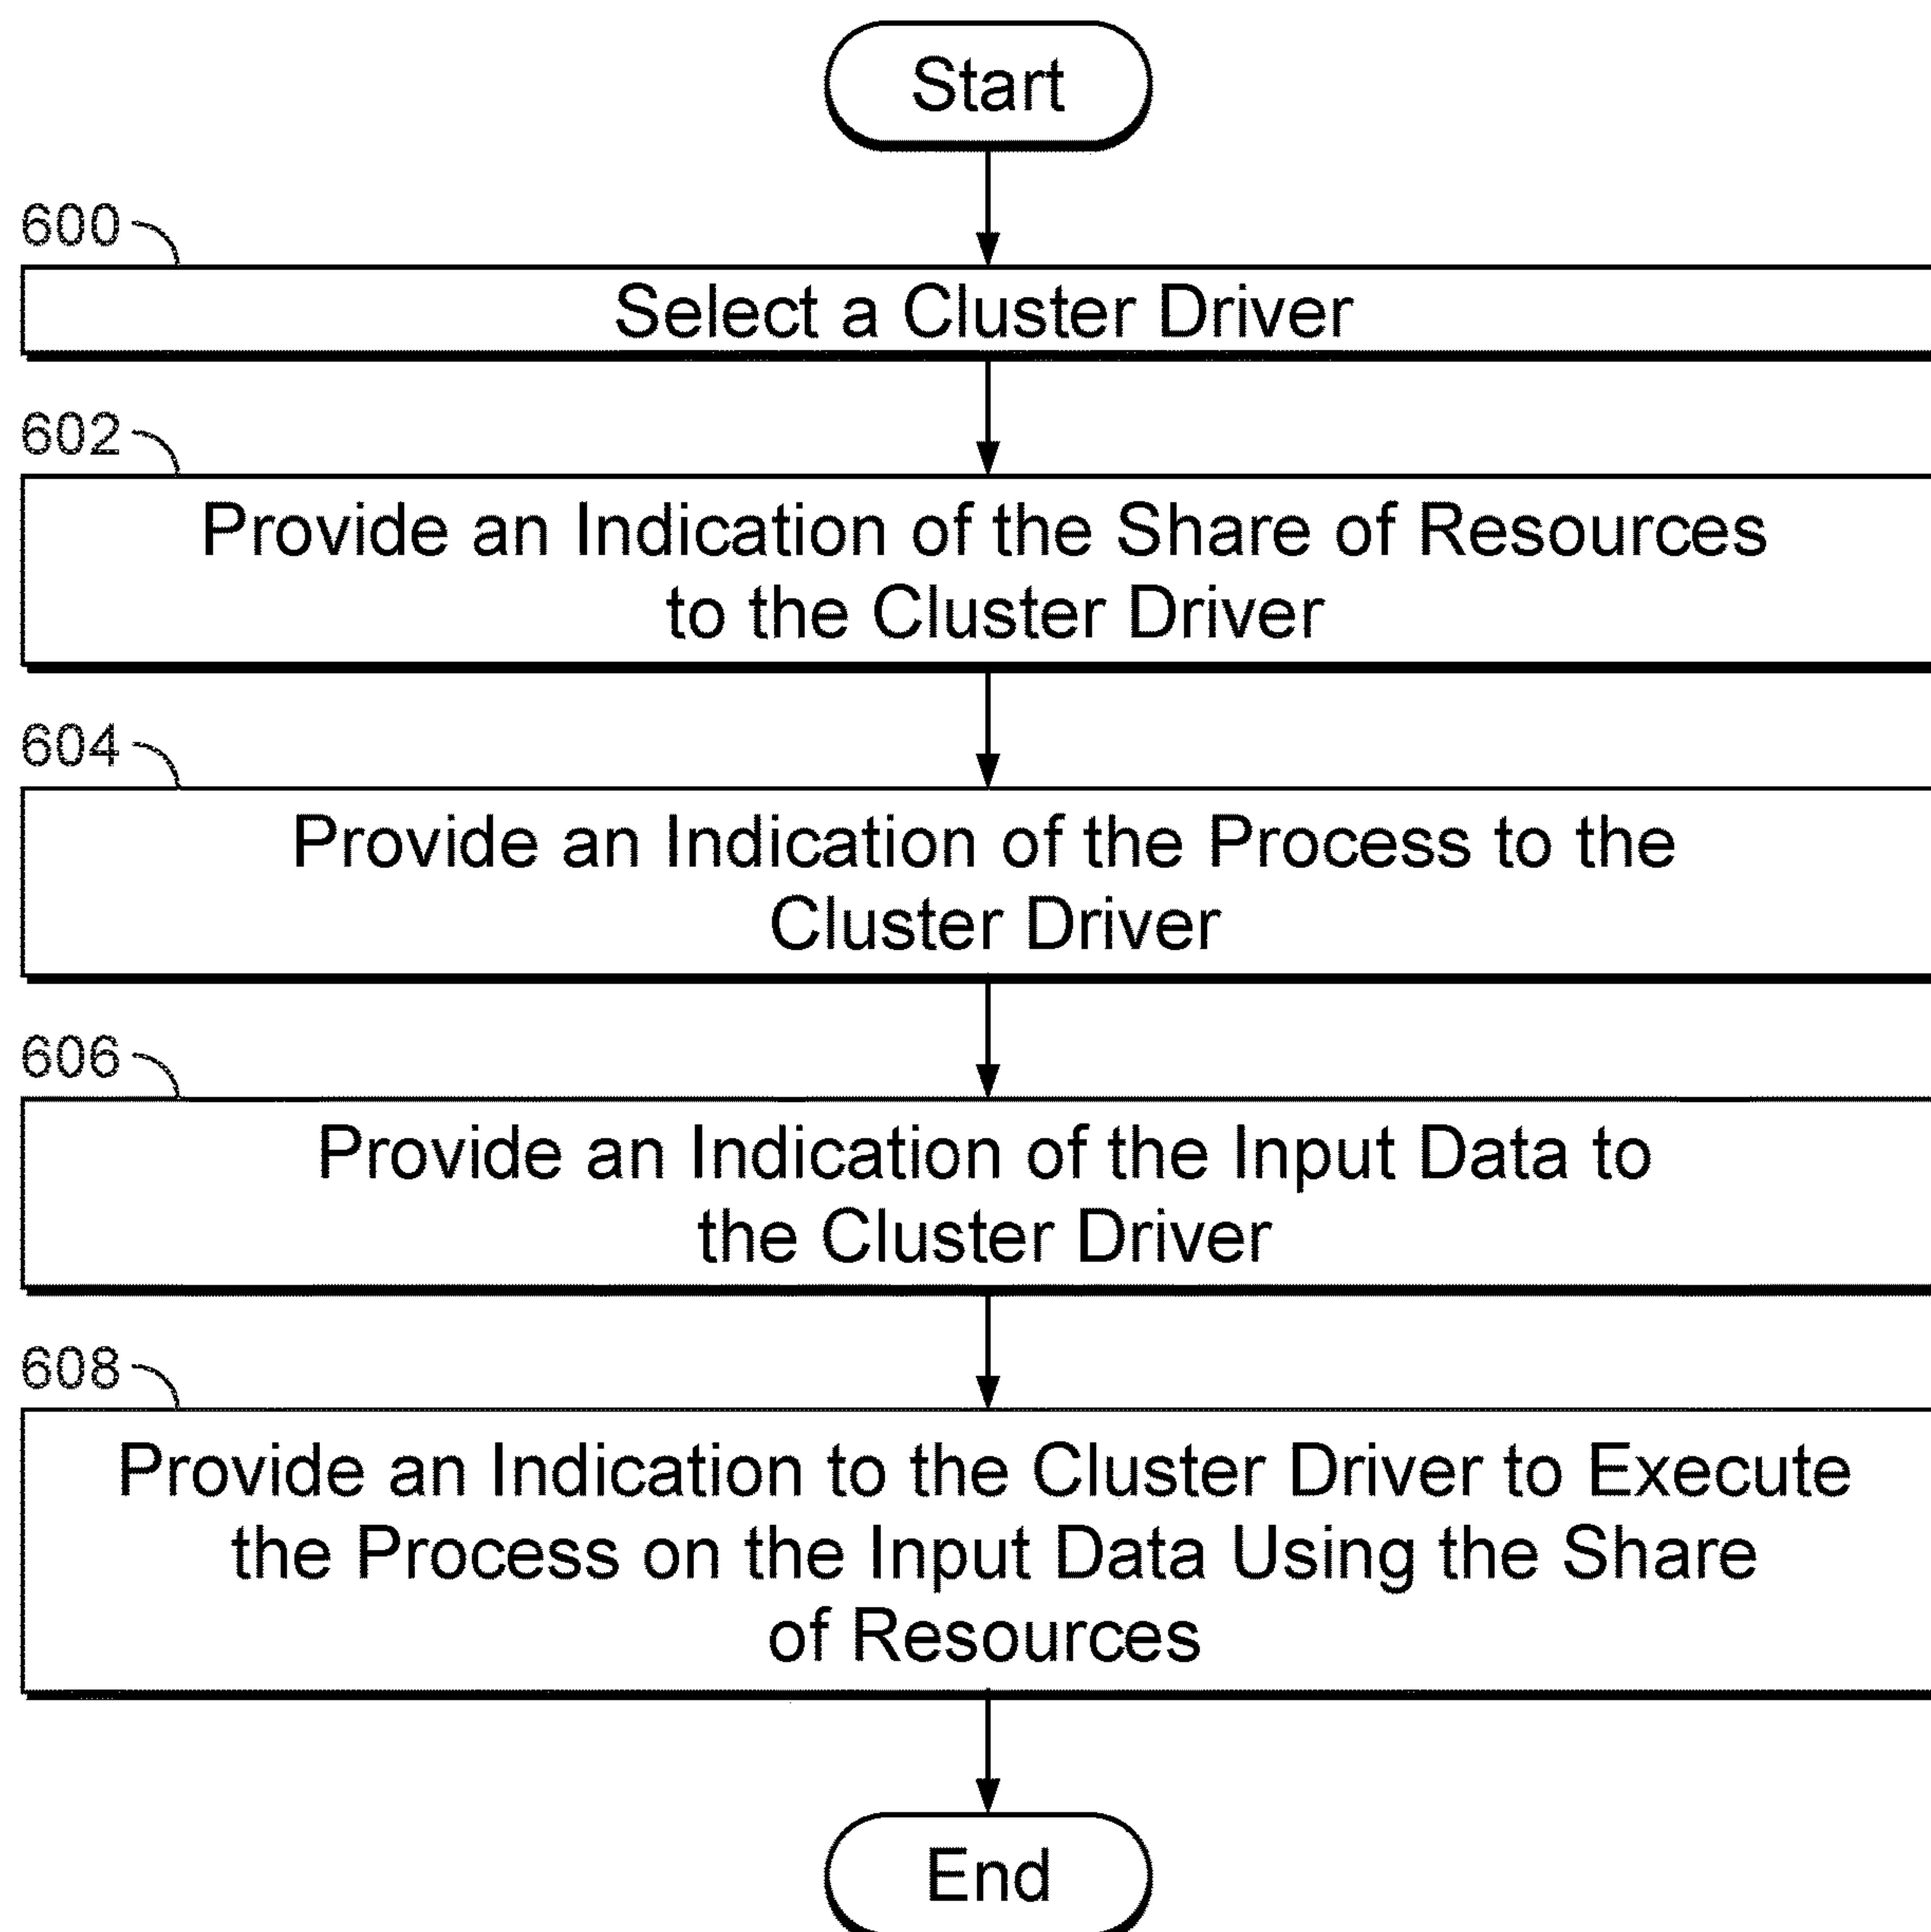 Start
600
Select a Cluster Driver
602
Provide an Indication of the Share of Resources
to the Cluster Driver
604
Provide an Indication of the Process to the
Cluster Driver
606
Provide an Indication of the Input Data to
the Cluster Driver
608
Provide an Indication to the Cluster Driver to Execute
the Process on the Input Data Using the Share
of Resources
End